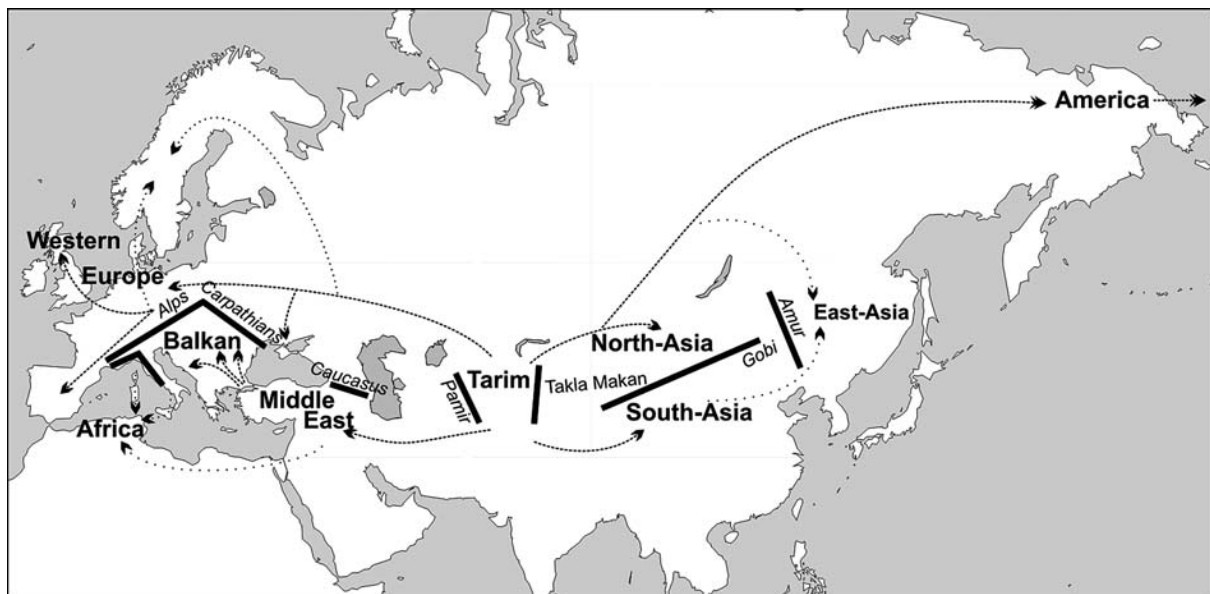 America
Western
Europe
Alps
Carpathians
Balkan
Caucasus
Middle
East
Africa
Pamir
Tarim
Takla Makan
North-Asia
Gobi
Amur
East-Asia
South-Asia